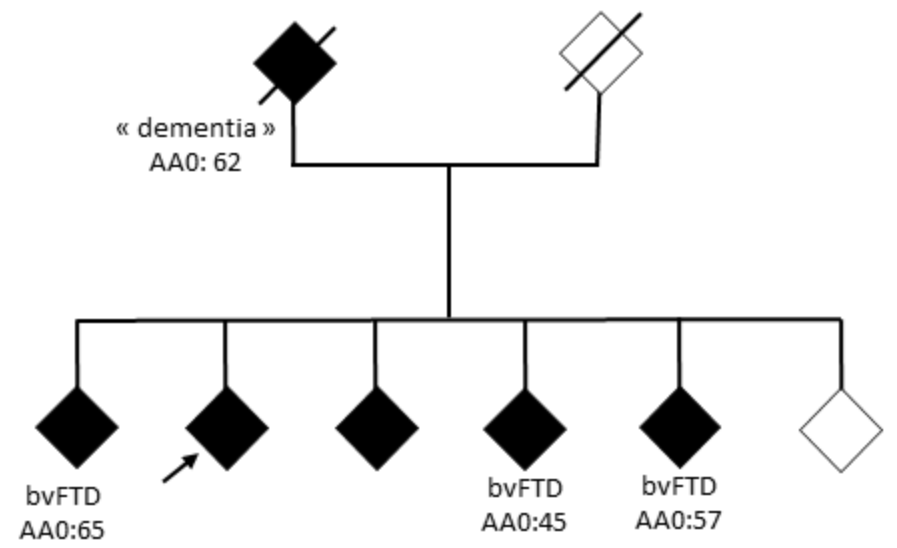 « dementia »
AA0: 62
bvFTD
AA0:65
bvFTD
AA0:45
bvFTD
AA0:57